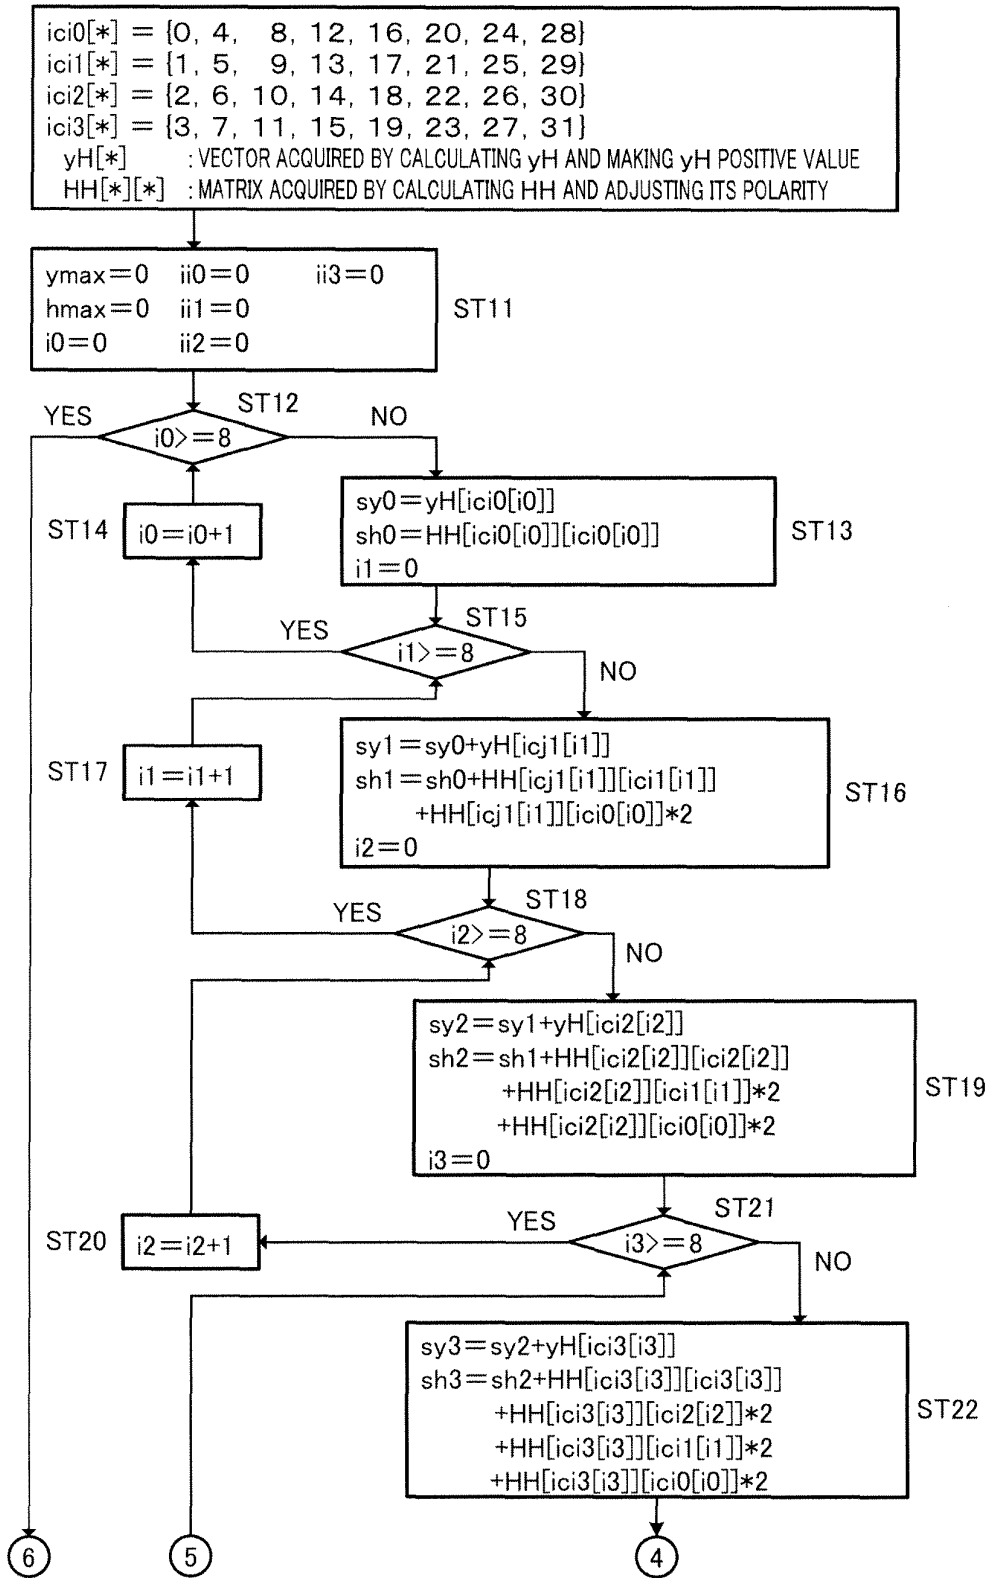 ici0[*] = {0, 4, 8, 12, 16, 20, 24, 28}
ici1[*] = {1, 5, 9, 13, 17, 21, 25, 29}
ici2[*] = {2, 6, 10, 14, 18, 22, 26, 30}
ici3[*] = {3, 7, 11, 15, 19, 23, 27, 31}
yH[*] : VECTOR ACQUIRED BY CALCULATING yH AND MAKING yH POSITIVE VALUE
HH[*][*] : MATRIX ACQUIRED BY CALCULATING HH AND ADJUSTING ITS POLARITY
ymax=0 ii0=0 ii3=0
hmax=0 ii1=0
i0=0 ii2=0
ST11
ST12
YES
NO
i0>=8
ST14
i0=i0+1
sy0=yH[ici0[i0]]
sh0=HH[ici0[i0]][ici0[i0]]
i1=0
ST13
ST15
YES
i1>=8
NO
ST17
i1=i1+1
sy1=sy0+yH[icj1[i1]]
sh1=sh0+HH[icj1[i1]][ici1[i1]]
+HH[icj1[i1]][ici0[i0]]*2
i2=0
ST16
ST18
YES
i2>=8
NO
sy2=sy1+yH[ici2[i2]]
sh2=sh1+HH[ici2[i2]][ici2[i2]]
+HH[ici2[i2]][ici1[i1]]*2
+HH[ici2[i2]][ici0[i0]]*2
i3=0
ST19
ST21
ST20
i2=i2+1
YES
i3>=8
NO
sy3=sy2+yH[ici3[i3]]
sh3=sh2+HH[ici3[i3]][ici3[i3]]
+HH[ici3[i3]][ici2[i2]]*2
+HH[ici3[i3]][ici1[i1]]*2
+HH[ici3[i3]][ici0[i0]]*2
ST22
6
5
4